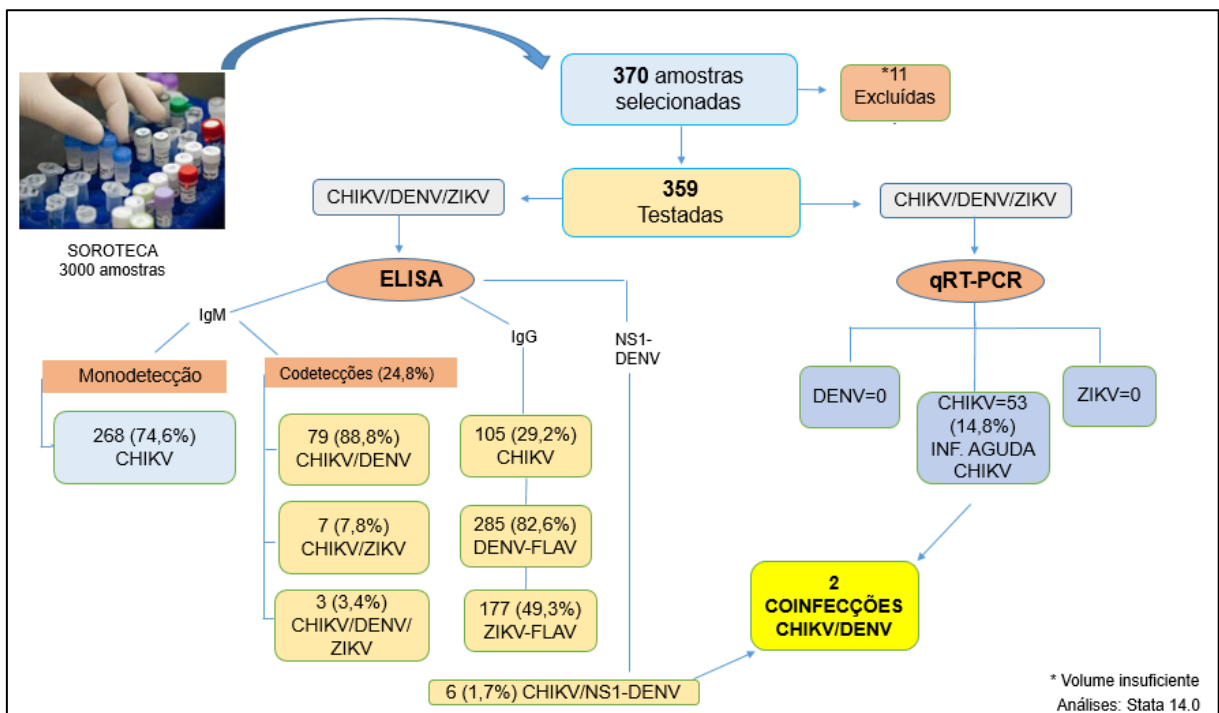 370 amostras
selecionadas
*11
Excluídas
SOROTECA
3000 amostras
CHIKV/DENV/ZIKV
359
Testadas
CHIKV/DENV/ZIKV
ELISA
qRT-PCR
IgM
IgG
NS1-
DENV
Monodetecção
Codetecções (24,8%)
268 (74,6%)
CHIKV
79 (88,8%)
CHIKV/DENV
7 (7,8%)
CHIKV/ZIKV
3 (3,4%)
CHIKV/DENV/
ZIKV
105 (29,2%)
CHIKV
285 (82,6%)
DENV-FLAV
177 (49,3%)
ZIKV-FLAV
6 (1,7%) CHIKV/NS1-DENV
DENV=0
CHIKV=53
(14,8%)
INF. AGUDA
CHIKV
ZIKV=0
2
COINFECÇÕES
CHIKV/DENV
* Volume insuficiente
Análises: Stata 14.0